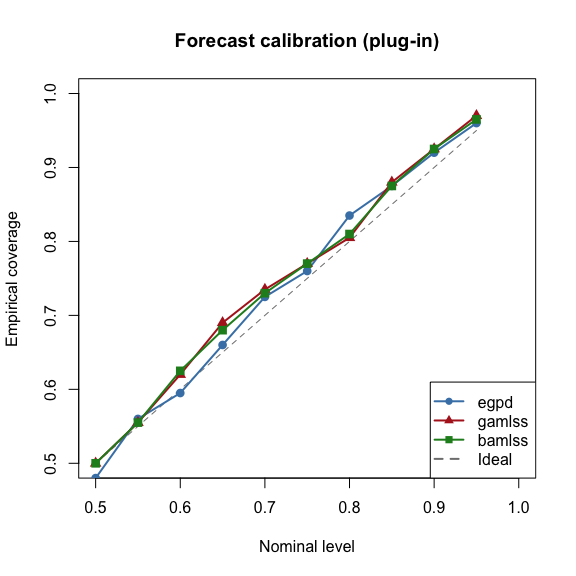 Forecast calibration (plug-in)
Empirical coverage
1.0
0.9
0.8
0.7
0.6
0.5
egpd
gamlss
bamlss
Ideal
0.5 0.6 0.7 0.8 0.9 1.0
Nominal level